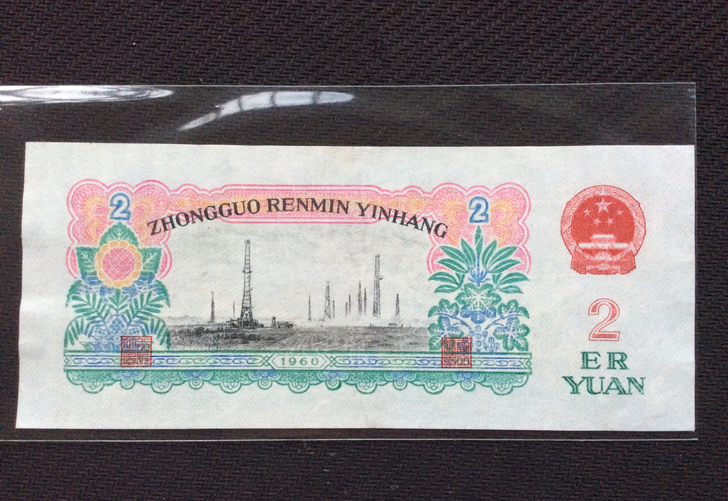 2 2
ZHONGGUO RENMIN YINHANG
1960
2
ER
YUAN